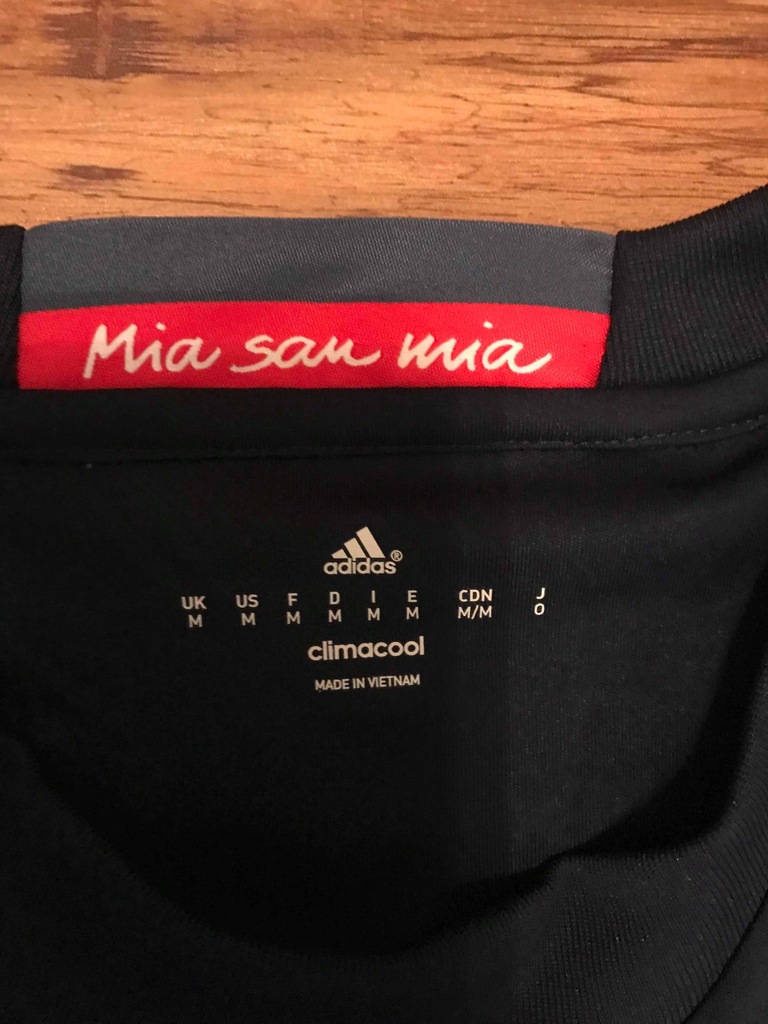 Mia san mia
adidas®
UK US F D I E CDN J
M M M M M M M/M O
climacool
MADE IN VIETNAM